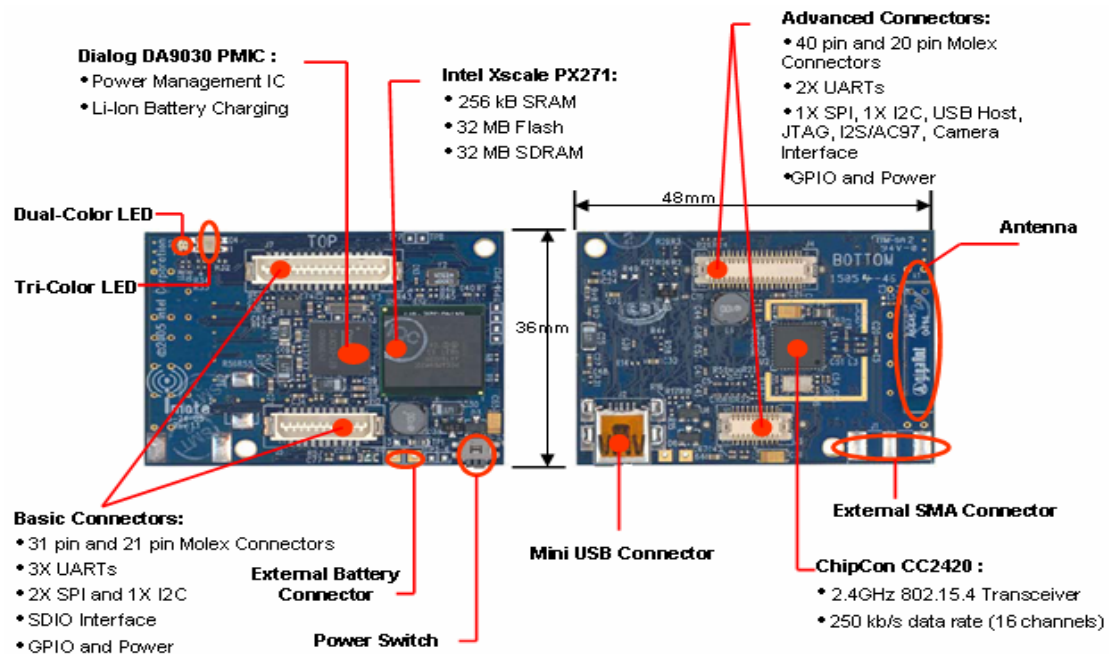 Dialog DA9030 PMIC :
• Power Management IC
• Li-Ion Battery Charging
Intel Xscale PX271:
• 256 kB SRAM
• 32 MB Flash
• 32 MB SDRAM
Advanced Connectors:
• 40 pin and 20 pin Molex
Connectors
• 2X UARTs
• 1X SPI, 1X I2C, USB Host,
JTAG, I2S/AC97, Camera
Interface
• GPIO and Power
Dual-Color LED
Tri-Color LED
48mm
36mm
Antenna
TOP
BOTTOM
©2005 Intel Corporation
imote
Basic Connectors:
• 31 pin and 21 pin Molex Connectors
• 3X UARTs
• 2X SPI and 1X I2C
• SDIO Interface
• GPIO and Power
External Battery
Connector
Power Switch
Mini USB Connector
External SMA Connector
ChipCon CC2420 :
• 2.4GHz 802.15.4 Transceiver
• 250 kb/s data rate (16 channels)